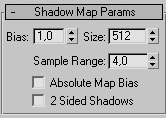 - Shadow Map Params
Bias: 1,0 Size: 512
Sample Range: 4,0
Absolute Map Bias
2 Sided Shadows